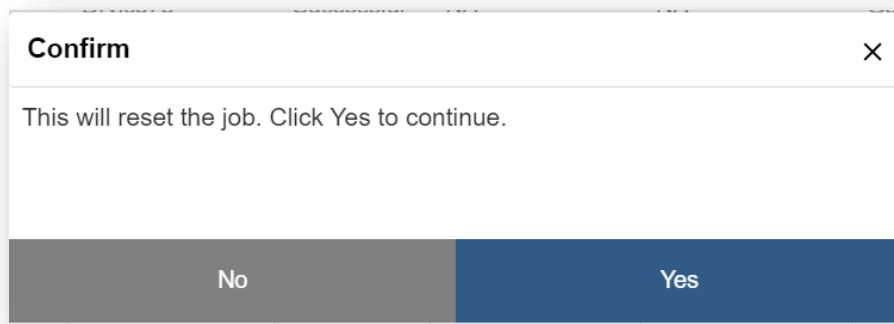 Confirm
This will reset the job. Click Yes to continue.
No Yes